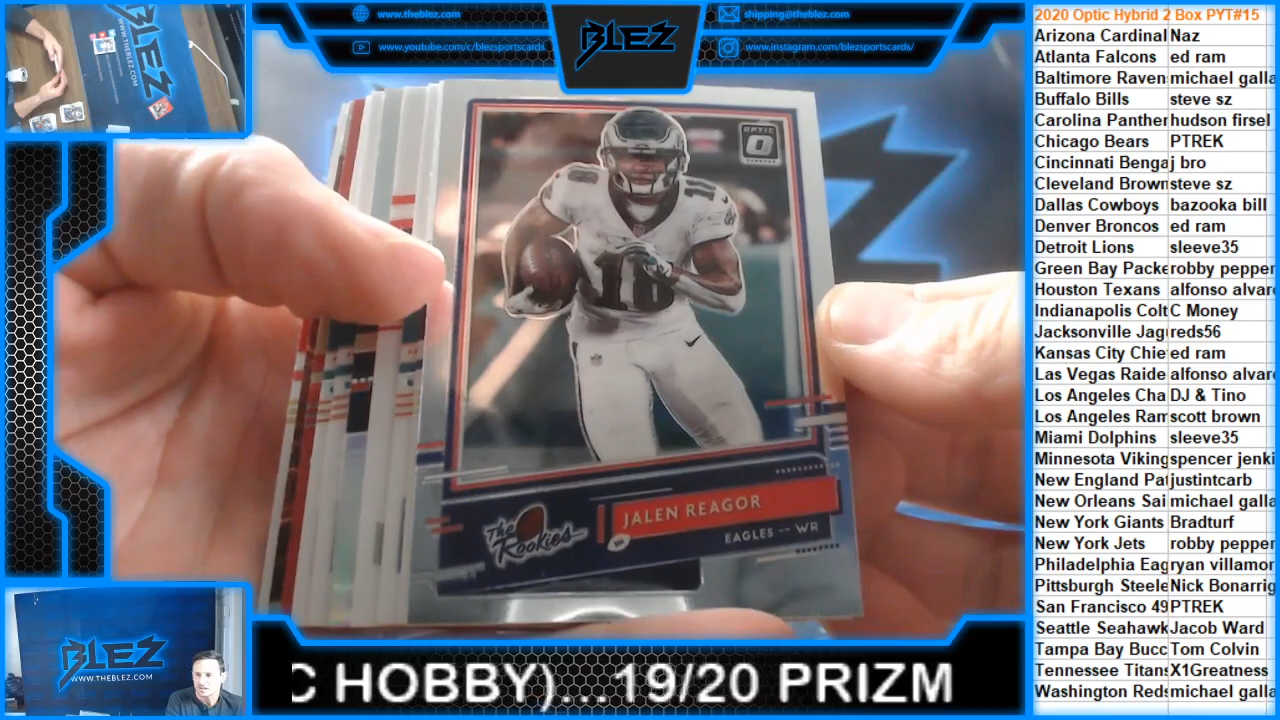 www.theblez.com
shipping@theblez.com
www.youtube.com/c/blezsportscards
www.instagram.com/blezsportscards/
BLEZ
BLEZ
WWW.THEBLEZ.COM
OPTIC
18
18
JALEN REAGOR
EAGLES -- WR
The Rookies
BLEZ
WWW.THEBLEZ.COM
C HOBBY)...19/20 PRIZM
2020 Optic Hybrid 2 Box PYT#15
Arizona Cardinal Naz
Atlanta Falcons ed ram
Baltimore Raven michael galla
Buffalo Bills steve sz
Carolina Panther hudson firsel
Chicago Bears PTREK
Cincinnati Benga j bro
Cleveland Brown steve sz
Dallas Cowboys bazooka bill
Denver Broncos ed ram
Detroit Lions sleeve35
Green Bay Packe robby pepper
Houston Texans alfonso alvar
Indianapolis Colt C Money
Jacksonville Jag reds56
Kansas City Chie ed ram
Las Vegas Raide alfonso alvar
Los Angeles Cha DJ & Tino
Los Angeles Ram scott brown
Miami Dolphins sleeve35
Minnesota Viking spencer jenki
New England Pa justintcarb
New Orleans Sai michael galla
New York Giants Bradturf
New York Jets robby pepper
Philadelphia Eag ryan villamor
Pittsburgh Steele Nick Bonarrig
San Francisco 49 PTREK
Seattle Seahawk Jacob Ward
Tampa Bay Bucc Tom Colvin
Tennessee Titans X1Greatness
Washington Reds michael galla